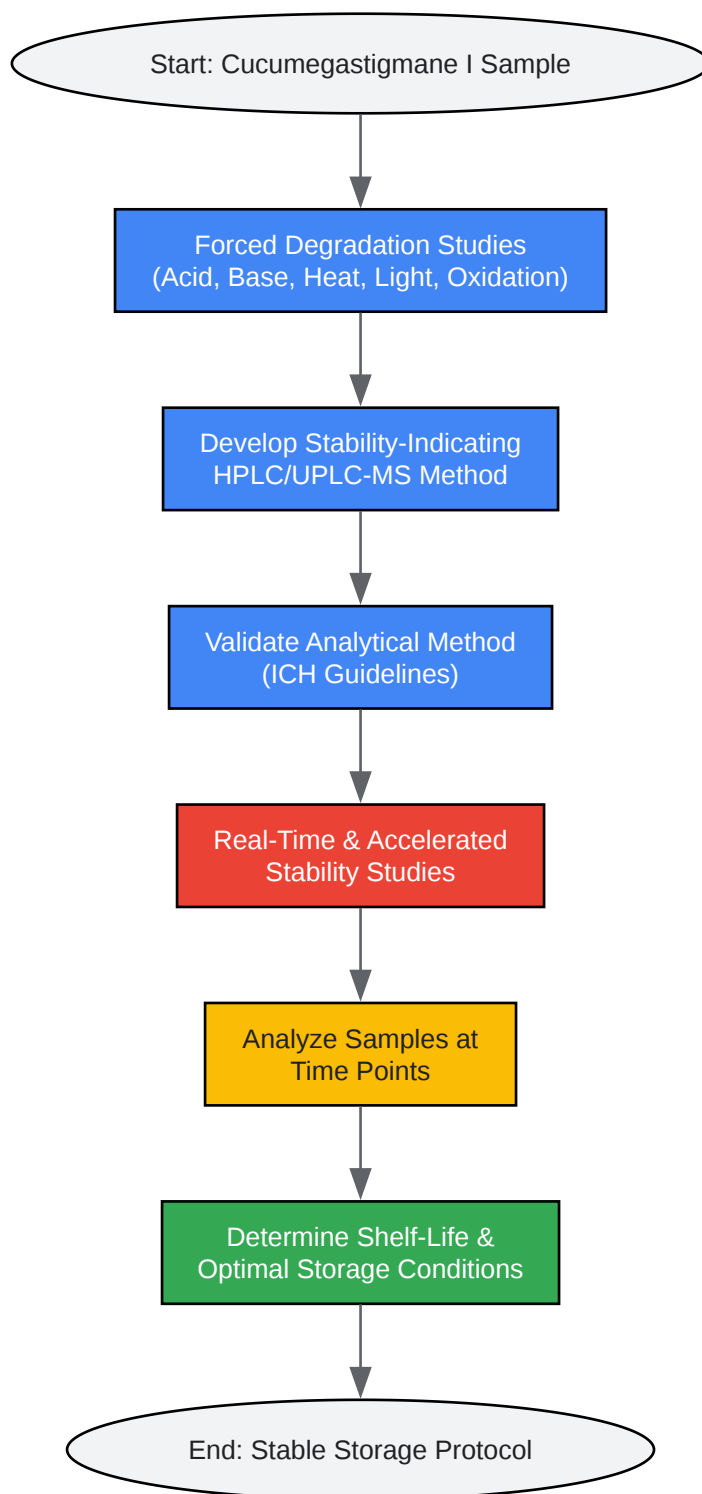 Start: Cucumegastigmane I Sample
Forced Degradation Studies
(Acid, Base, Heat, Light, Oxidation)
Develop Stability-Indicating
HPLC/UPLC-MS Method
Validate Analytical Method
(ICH Guidelines)
Real-Time & Accelerated
Stability Studies
Analyze Samples at
Time Points
Determine Shelf-Life &
Optimal Storage Conditions
End: Stable Storage Protocol